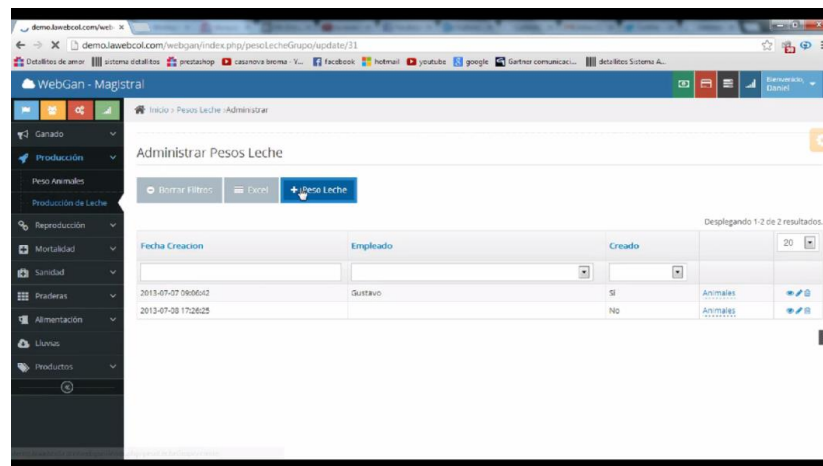 demo.lawebcol.com/web
demo.lawebcol.com/webgan/index.php/pesoLecheGrupo/update/31
Detallitos de amor sistema detallitos prestashop casanova broma - Y... facebook hotmail youtube google Gartner comunicaci... detallitos Sistema A...
WebGan - Magistral
Bienvenido,
Daniel
Inicio › Pesos Leche ›Administrar
Ganado
Producción
Peso Animales
Producción de Leche
Reproducción
Mortalidad
Sanidad
Praderas
Alimentación
Lluvias
Productos
Administrar Pesos Leche
Borrar Filtros Excel Peso Leche
Desplegando 1-2 de 2 resultados.
Fecha Creacion Empleado Creado 20
2013-07-07 09:06:42 Gustavo Sí Animales
2013-07-08 17:26:25 No Animales